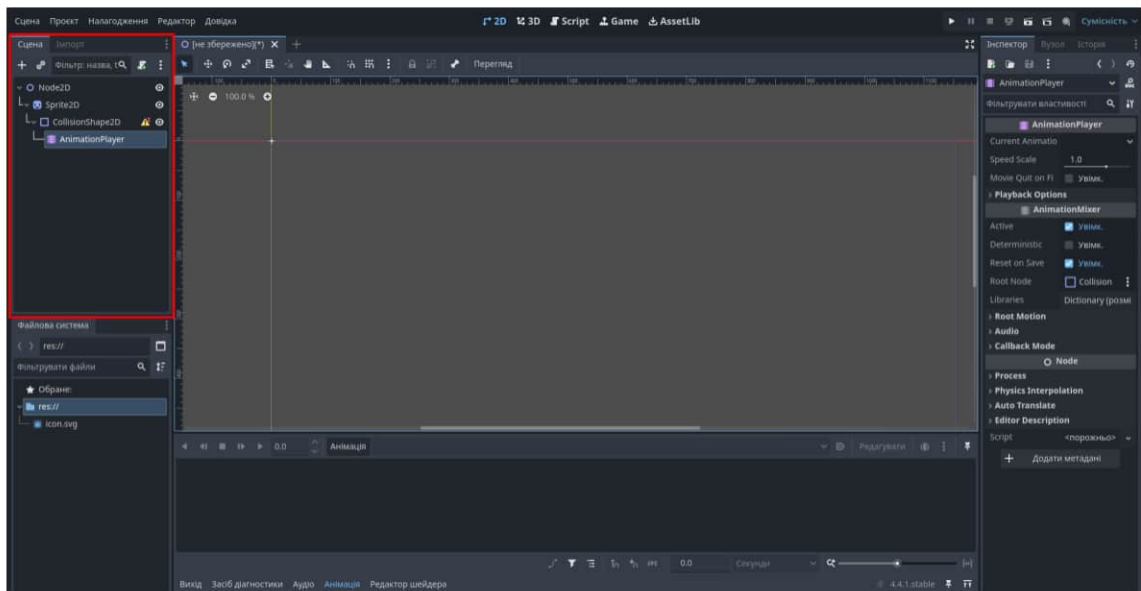 Сцена Проєкт Налагодження Редактор Довідка 2D 3D Script Game AssetLib Сумісність
Сцена Імпорт [не збережено](*) Інспектор Вузол Історія
Фільтр: назва, t Перегляд
Node2D 100.0 % AnimationPlayer
Sprite2D Фільтрувати властивості
CollisionShape2D AnimationPlayer
AnimationPlayer Current Animatio
Speed Scale 1.0
Movie Quit on Fi Увімк.
Playback Options
AnimationMixer
Active Увімк.
Deterministic Увімк.
Reset on Save Увімк.
Root Node Collision
Libraries Dictionary (розмі
Root Motion
Файлова система Audio
res:// Callback Mode
Фільтрувати файли Node
Обране: Process
res:// Physics Interpolation
icon.svg Auto Translate
Editor Description
0.0 Анімація Редагувати Script <порожньо>
Додати метадані
0.0 Секунди
Вихід Засіб діагностики Аудіо Анімація Редактор шейдера 4.4.1.stable